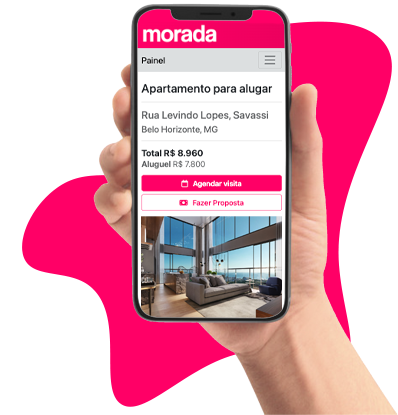 morada
Painel
Apartamento para alugar
Rua Levindo Lopes, Savassi
Belo Horizonte, MG
Total R$ 8.960
Aluguel R$ 7.800
Agendar visita
Fazer Proposta